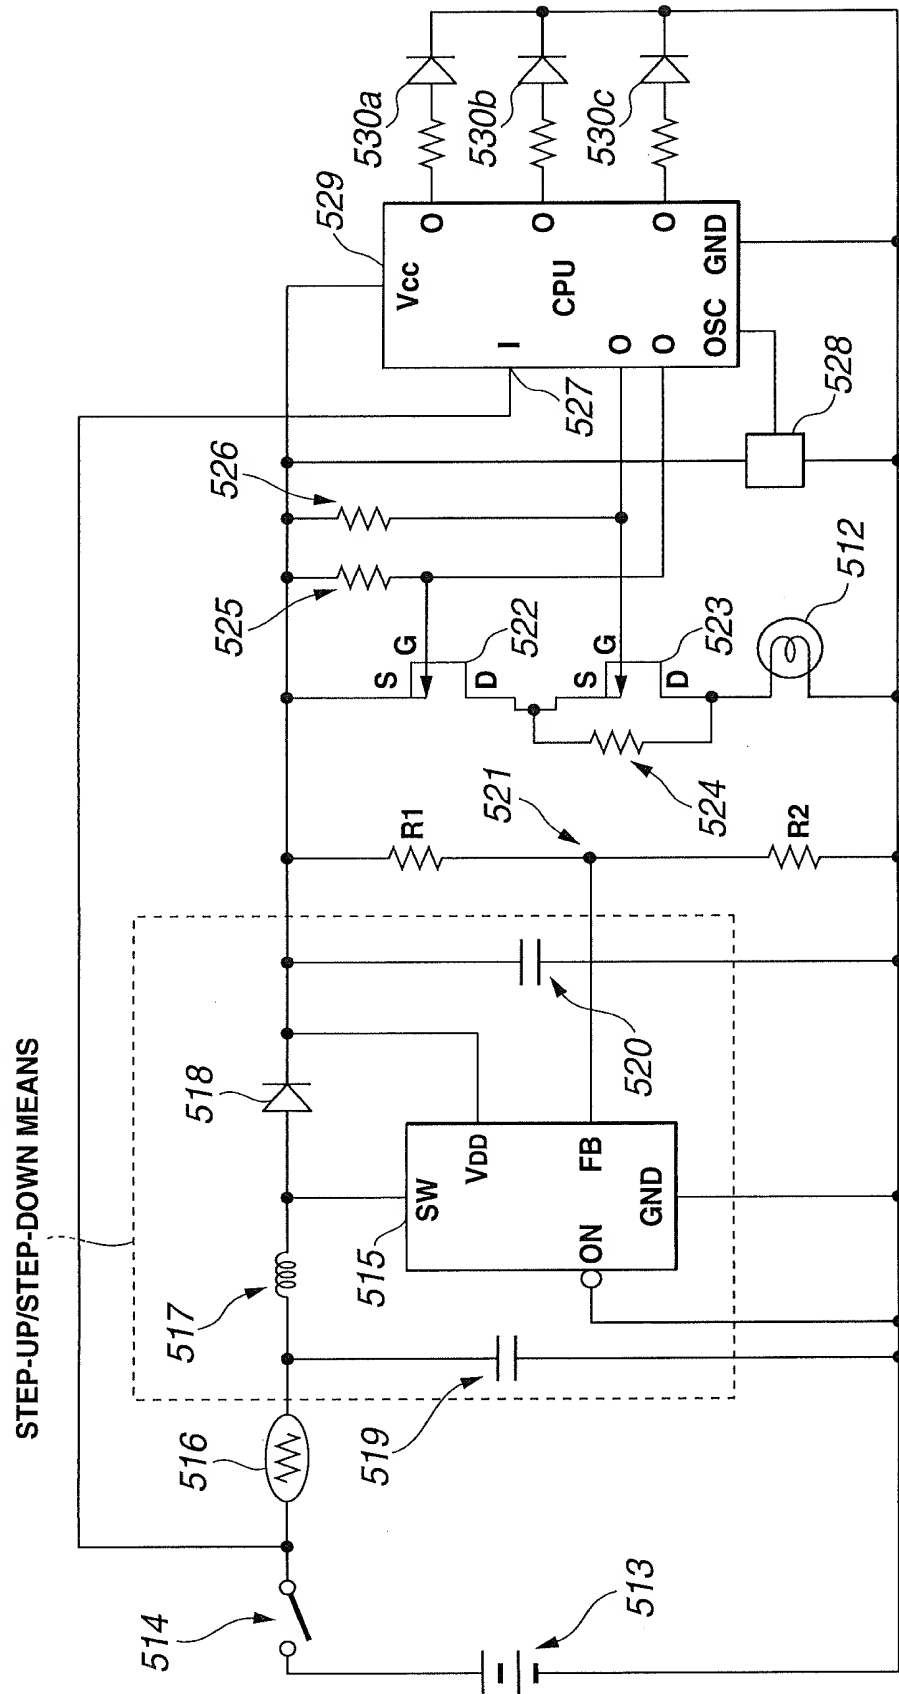 STEP-UP/STEP-DOWN MEANS
514
513
516
519
517
518
515
SW
VDD
ON
FB
GND
520
521
R1
R2
525
526
S
G
D
522
S
G
D
523
524
512
527
528
529
Vcc
I
CPU
O
O
OSC
GND
O
O
O
530a
530b
530c